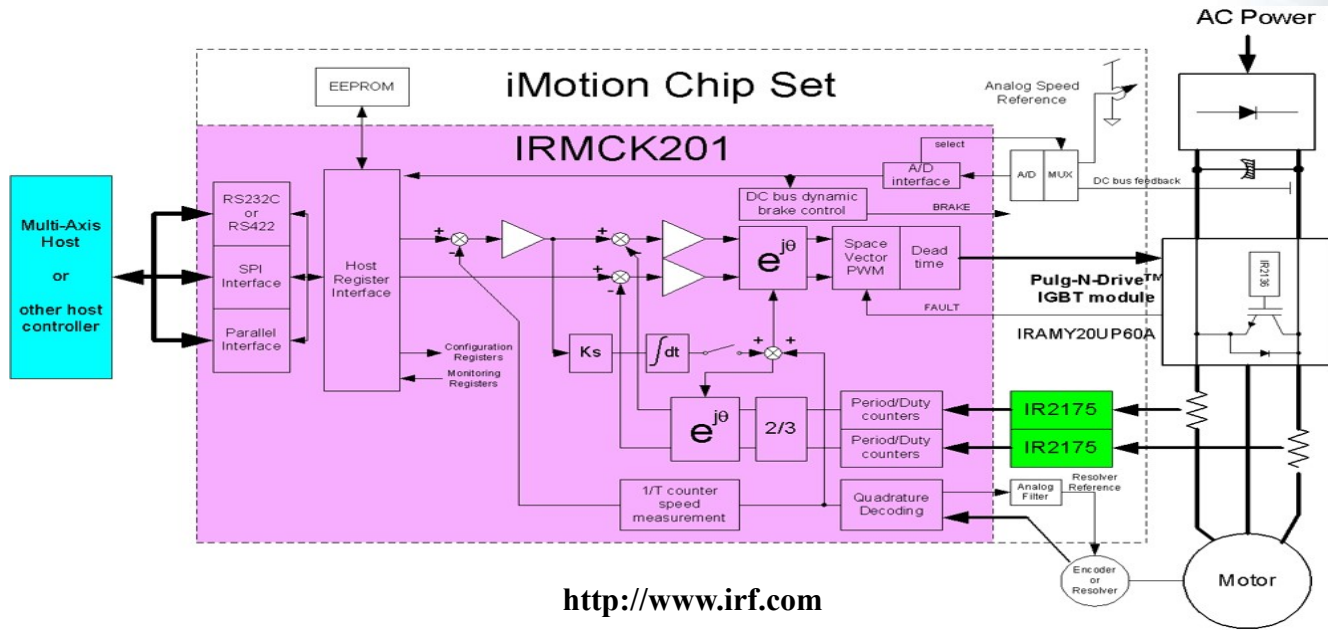 AC Power
iMotion Chip Set
EEPROM
Analog Speed
Reference
IRMCK201
select
A/D
interface
A/D
MUX
DC bus feedback
DC bus dynamic
brake control
BRAKE
Multi-Axis
Host
or
other host
controller
RS232C
or
RS422
SPI
Interface
Parallel
Interface
Host
Register
Interface
+
-
+
-
+
-
e^jθ
Space
Vector
PWM
Dead
time
Pulg-N-Drive™
IGBT module
IRAMY20UP60A
IR2136
FAULT
Configuration
Registers
Monitoring
Registers
Ks
∫dt
+
+
e^jθ
2/3
Period/Duty
counters
Period/Duty
counters
IR2175
IR2175
1/T counter
speed
measurement
Quadrature
Decoding
Analog
Filter
Resolver
Reference
Encoder
or
Resolver
Motor
http://www.irf.com